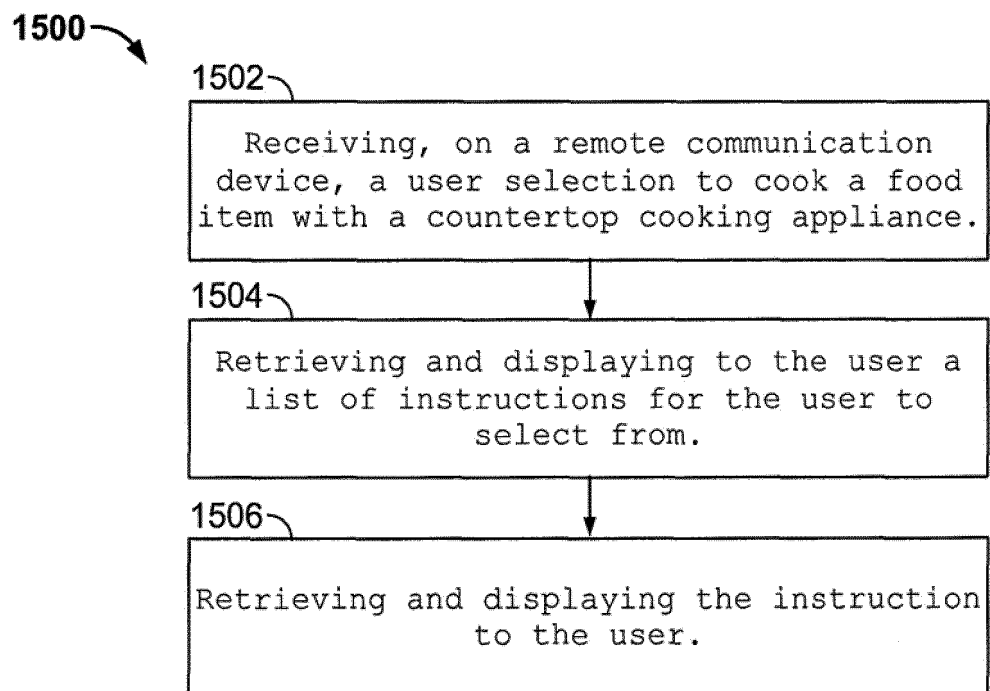 1500
1502
Receiving, on a remote communication
device, a user selection to cook a food
item with a countertop cooking appliance.
1504
Retrieving and displaying to the user a
list of instructions for the user to
select from.
1506
Retrieving and displaying the instruction
to the user.